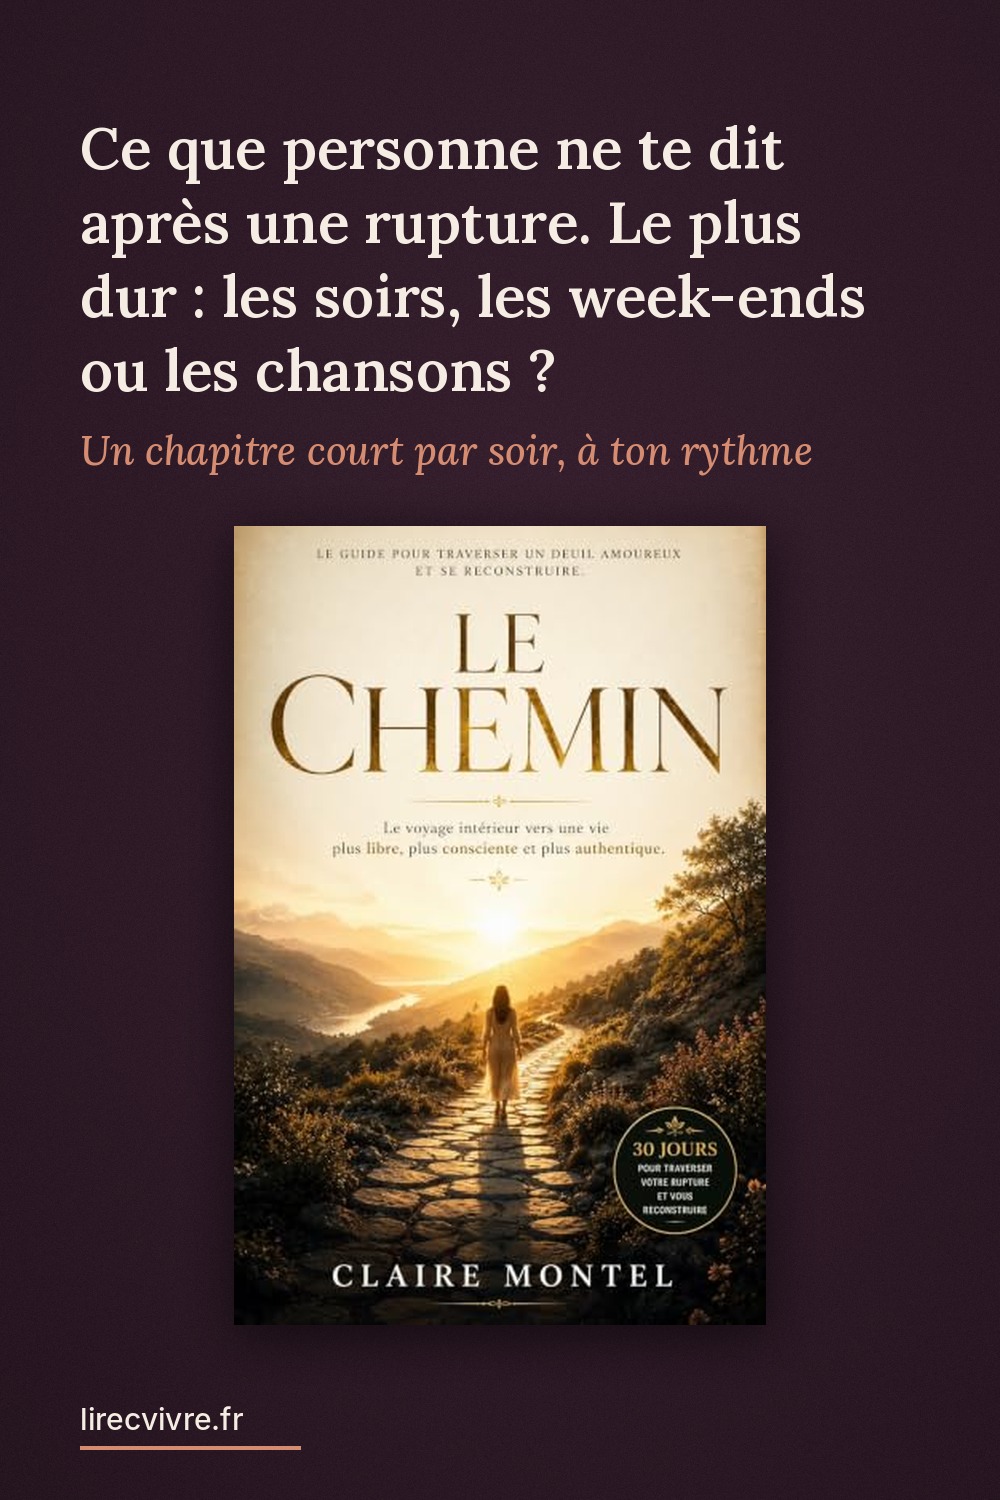 Ce que personne ne te dit
après une rupture. Le plus
dur : les soirs, les week-ends
ou les chansons ?
Un chapitre court par soir, à ton rythme
LE GUIDE POUR TRAVERSER UN DEUIL AMOUREUX
ET SE RECONSTRUIRE.
LE
CHEMIN
Le voyage intérieur vers une vie
plus libre, plus consciente et plus authentique.
30 JOURS
POUR TRAVERSER
VOTRE RUPTURE
ET VOUS
RECONSTRUIRE
CLAIRE MONTEL
lirecvivre.fr